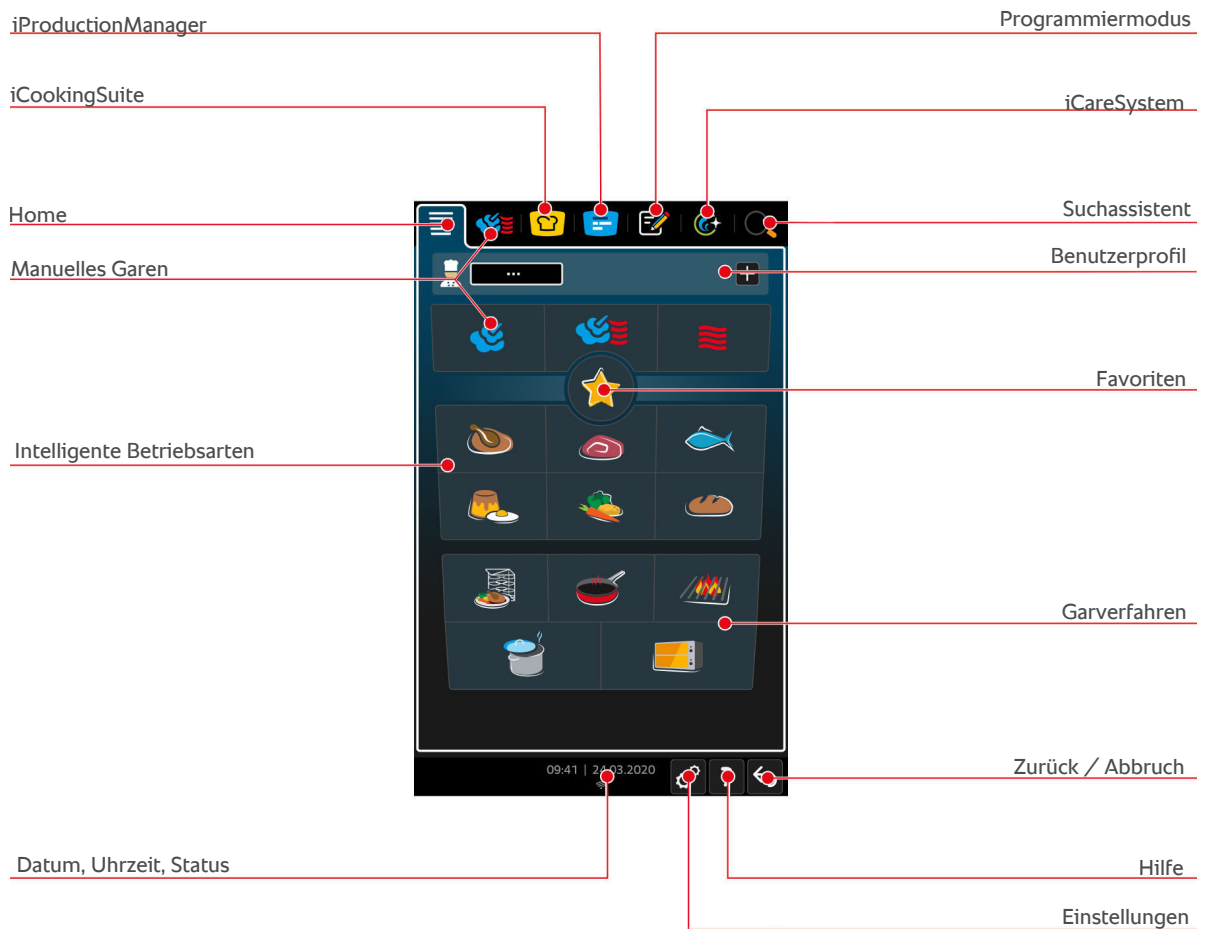 iProductionManager
Programmiermodus
iCookingSuite
iCareSystem
Home
Suchassistent
Manuelles Garen
Benutzerprofil
...
Favoriten
Intelligente Betriebsarten
Garverfahren
09:41 | 24.03.2020
Zurück / Abbruch
Datum, Uhrzeit, Status
Hilfe
Einstellungen